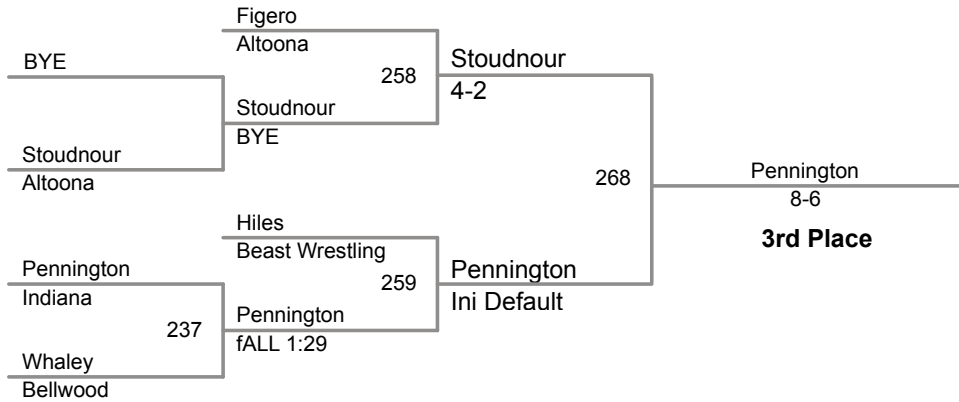 Figero
Altoona
BYE
258
Stoudnour
4-2
Stoudnour
BYE
Stoudnour
Altoona
268
Pennington
8-6
3rd Place
Hiles
Beast Wrestling
Pennington
Indiana
259
Pennington
Ini Default
237
Pennington
fALL 1:29
Whaley
Bellwood